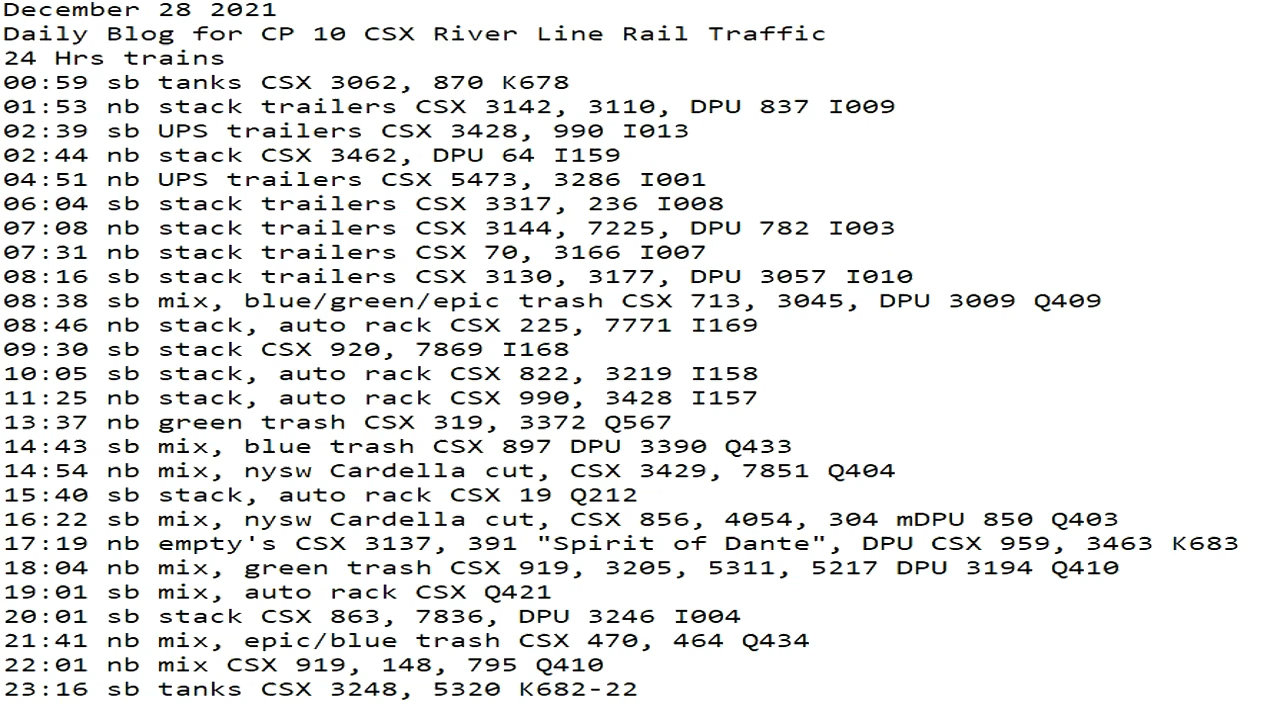 December 28 2021
Daily Blog for CP 10 CSX River Line Rail Traffic
24 Hrs trains
00:59 sb tanks CSX 3062, 870 K678
01:53 nb stack trailers CSX 3142, 3110, DPU 837 I009
02:39 sb UPS trailers CSX 3428, 990 I013
02:44 nb stack CSX 3462, DPU 64 I159
04:51 nb UPS trailers CSX 5473, 3286 I001
06:04 sb stack trailers CSX 3317, 236 I008
07:08 nb stack trailers CSX 3144, 7225, DPU 782 I003
07:31 nb stack trailers CSX 70, 3166 I007
08:16 sb stack trailers CSX 3130, 3177, DPU 3057 I010
08:38 sb mix, blue/green/epic trash CSX 713, 3045, DPU 3009 Q409
08:46 nb stack, auto rack CSX 225, 7771 I169
09:30 sb stack CSX 920, 7869 I168
10:05 sb stack, auto rack CSX 822, 3219 I158
11:25 nb stack, auto rack CSX 990, 3428 I157
13:37 nb green trash CSX 319, 3372 Q567
14:43 sb mix, blue trash CSX 897 DPU 3390 Q433
14:54 nb mix, nysw Cardella cut, CSX 3429, 7851 Q404
15:40 sb stack, auto rack CSX 19 Q212
16:22 sb mix, nysw Cardella cut, CSX 856, 4054, 304 mDPU 850 Q403
17:19 nb empty's CSX 3137, 391 "Spirit of Dante", DPU CSX 959, 3463 K683
18:04 nb mix, green trash CSX 919, 3205, 5311, 5217 DPU 3194 Q410
19:01 sb mix, auto rack CSX Q421
20:01 sb stack CSX 863, 7836, DPU 3246 I004
21:41 nb mix, epic/blue trash CSX 470, 464 Q434
22:01 nb mix CSX 919, 148, 795 Q410
23:16 sb tanks CSX 3248, 5320 K682-22